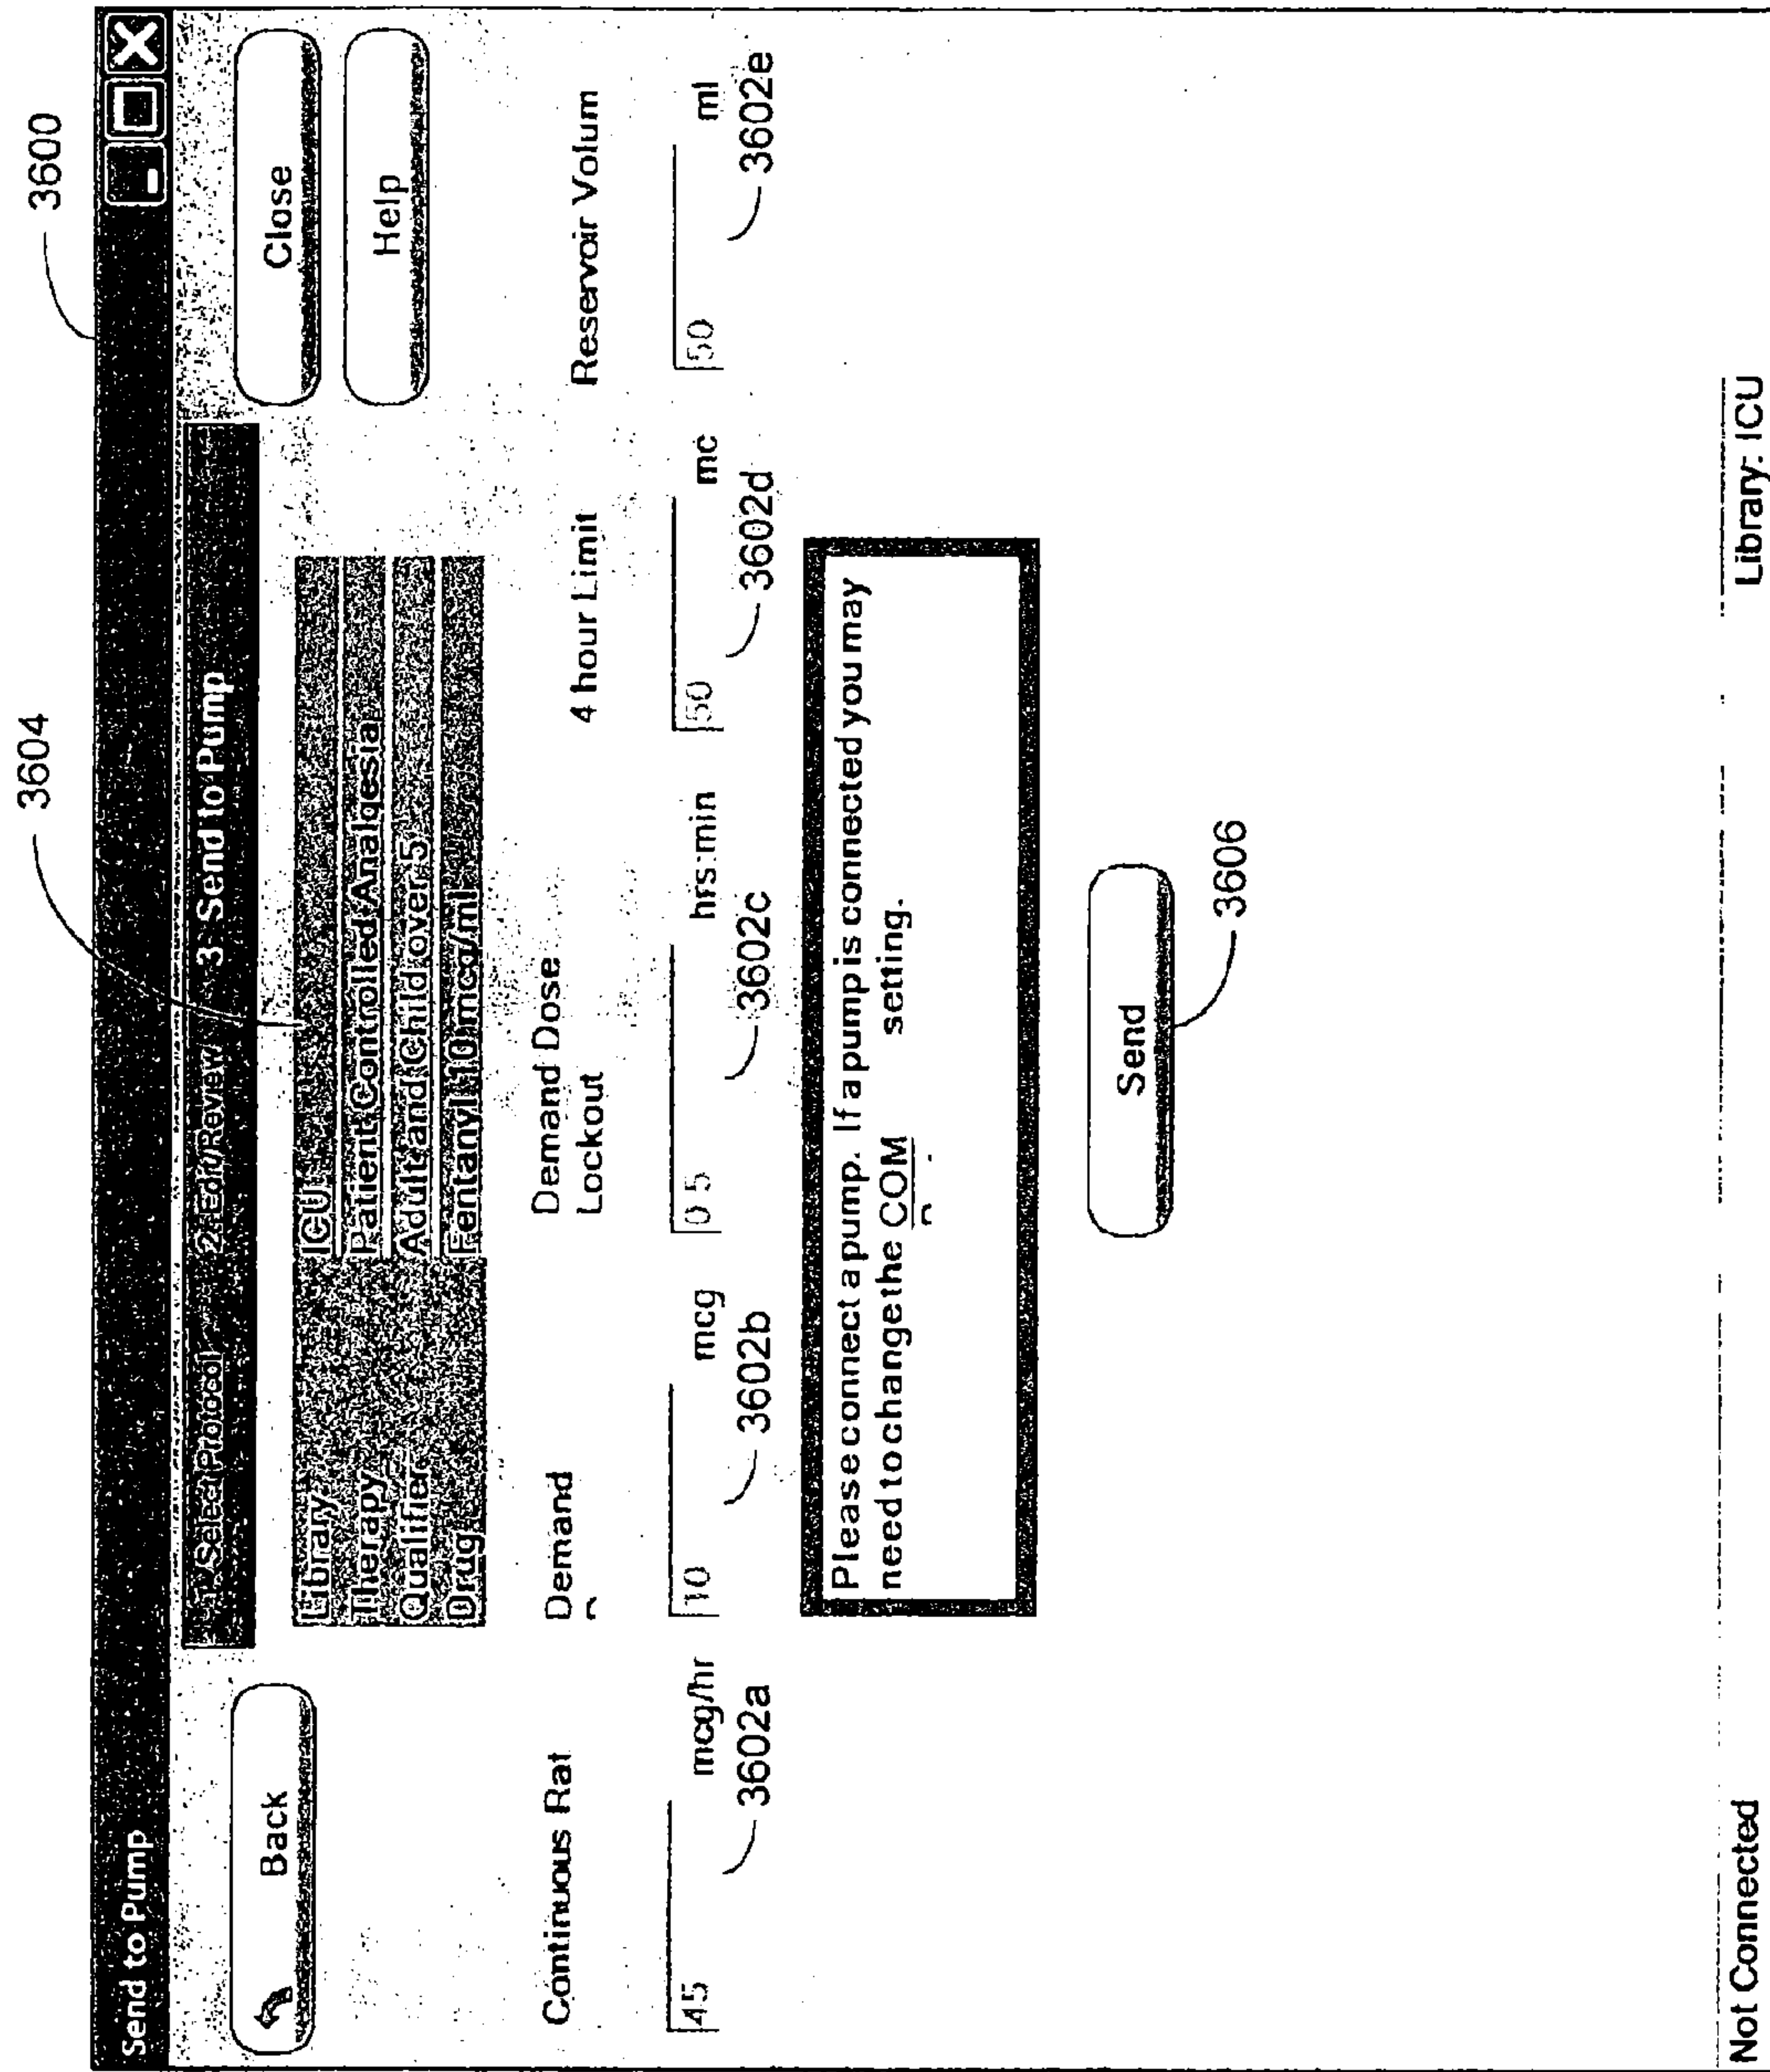 3600
3604
Send to Pump
Back
1. Select Protocol 2. Edit/Review 3. Send to Pump
Close
Help
Library ICU
Therapy Patient Controlled Analgesia
Qualifier Adult and Child over 5
Drug Fentanyl 10 mcg/ml
Continuous Rat
Demand
Demand Dose
Lockout
4 hour Limit
Reservoir Volum
45 mcg/hr
10 mcg
0 5 hrs:min
50 mc
50 ml
3602a
3602b
3602c
3602d
3602e
Please connect a pump. If a pump is connected you may
need to change the COM setting.
Send
3606
Not Connected
Library: ICU